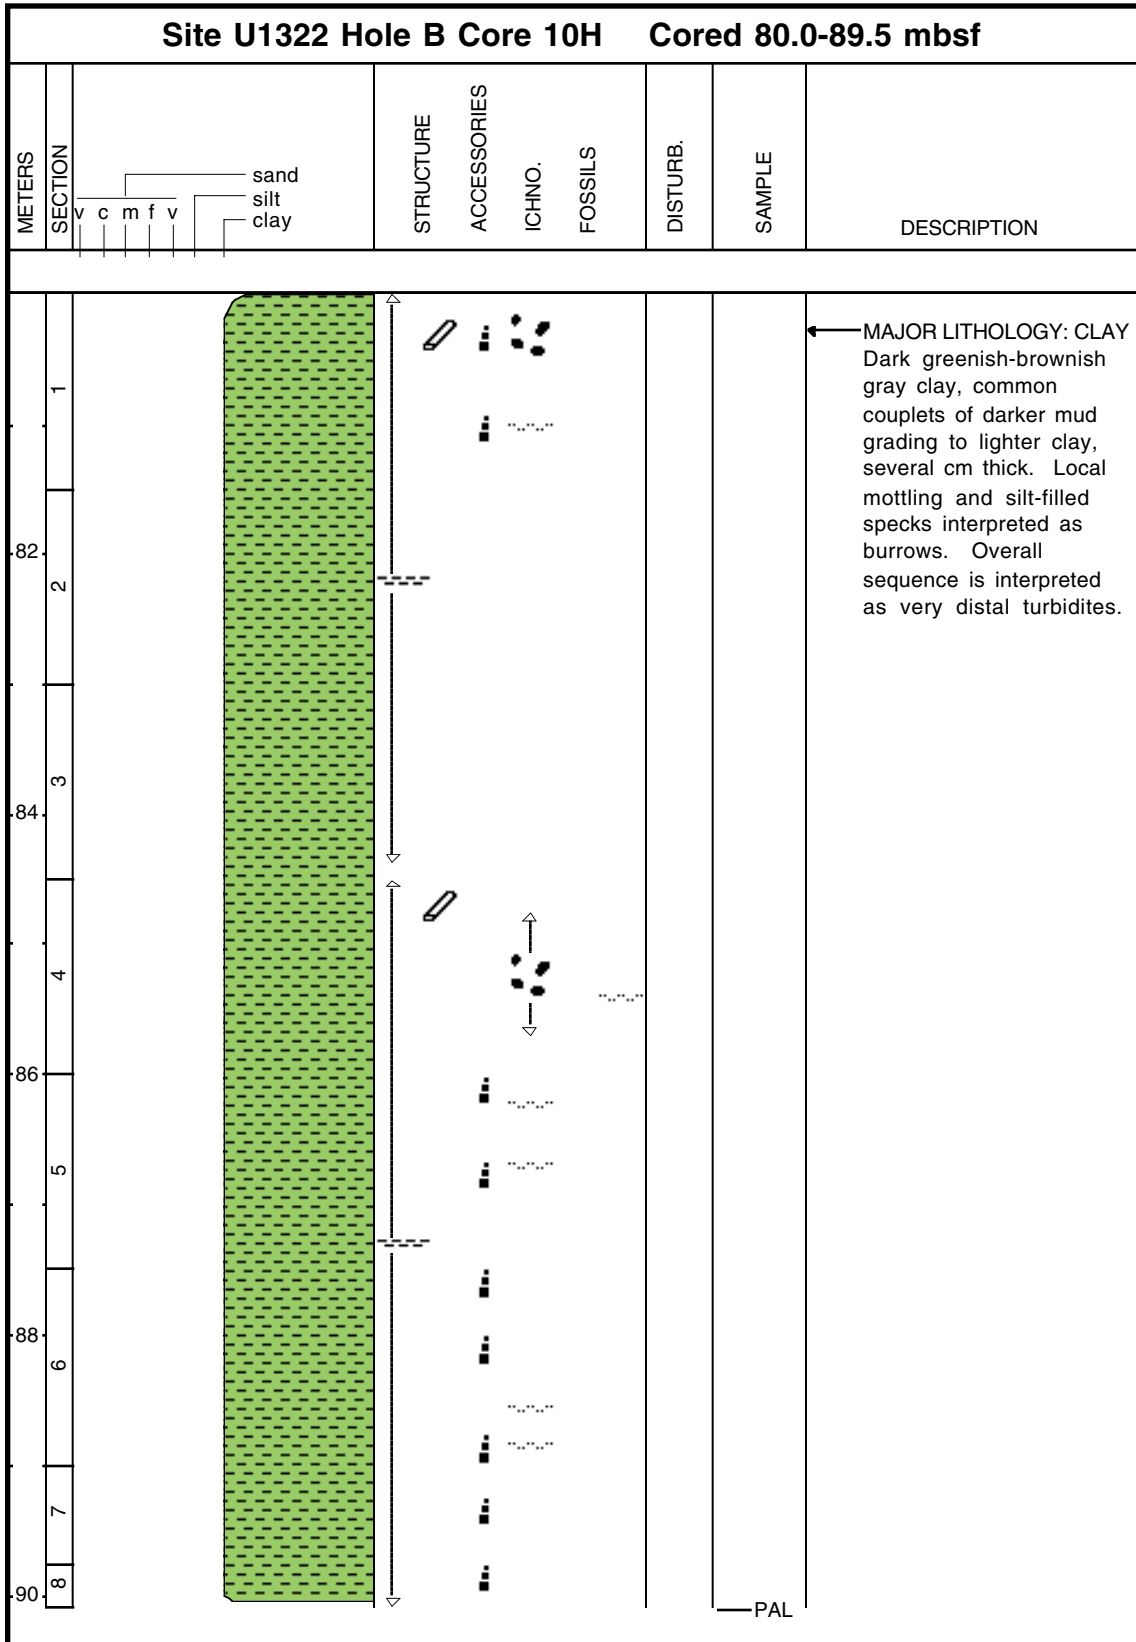 Site U1322 Hole B Core 10H Cored 80.0-89.5 mbsf
METERS
SECTION
v c m f v
sand
silt
clay
STRUCTURE
ACCESSORIES
ICHNO.
FOSSILS
DISTURB.
SAMPLE
DESCRIPTION
MAJOR LITHOLOGY: CLAY
Dark greenish-brownish
gray clay, common
couplets of darker mud
grading to lighter clay,
several cm thick. Local
mottling and silt-filled
specks interpreted as
burrows. Overall
sequence is interpreted
as very distal turbidites.
1
82
2
3
84
4
86
5
88
6
7
90
8
PAL